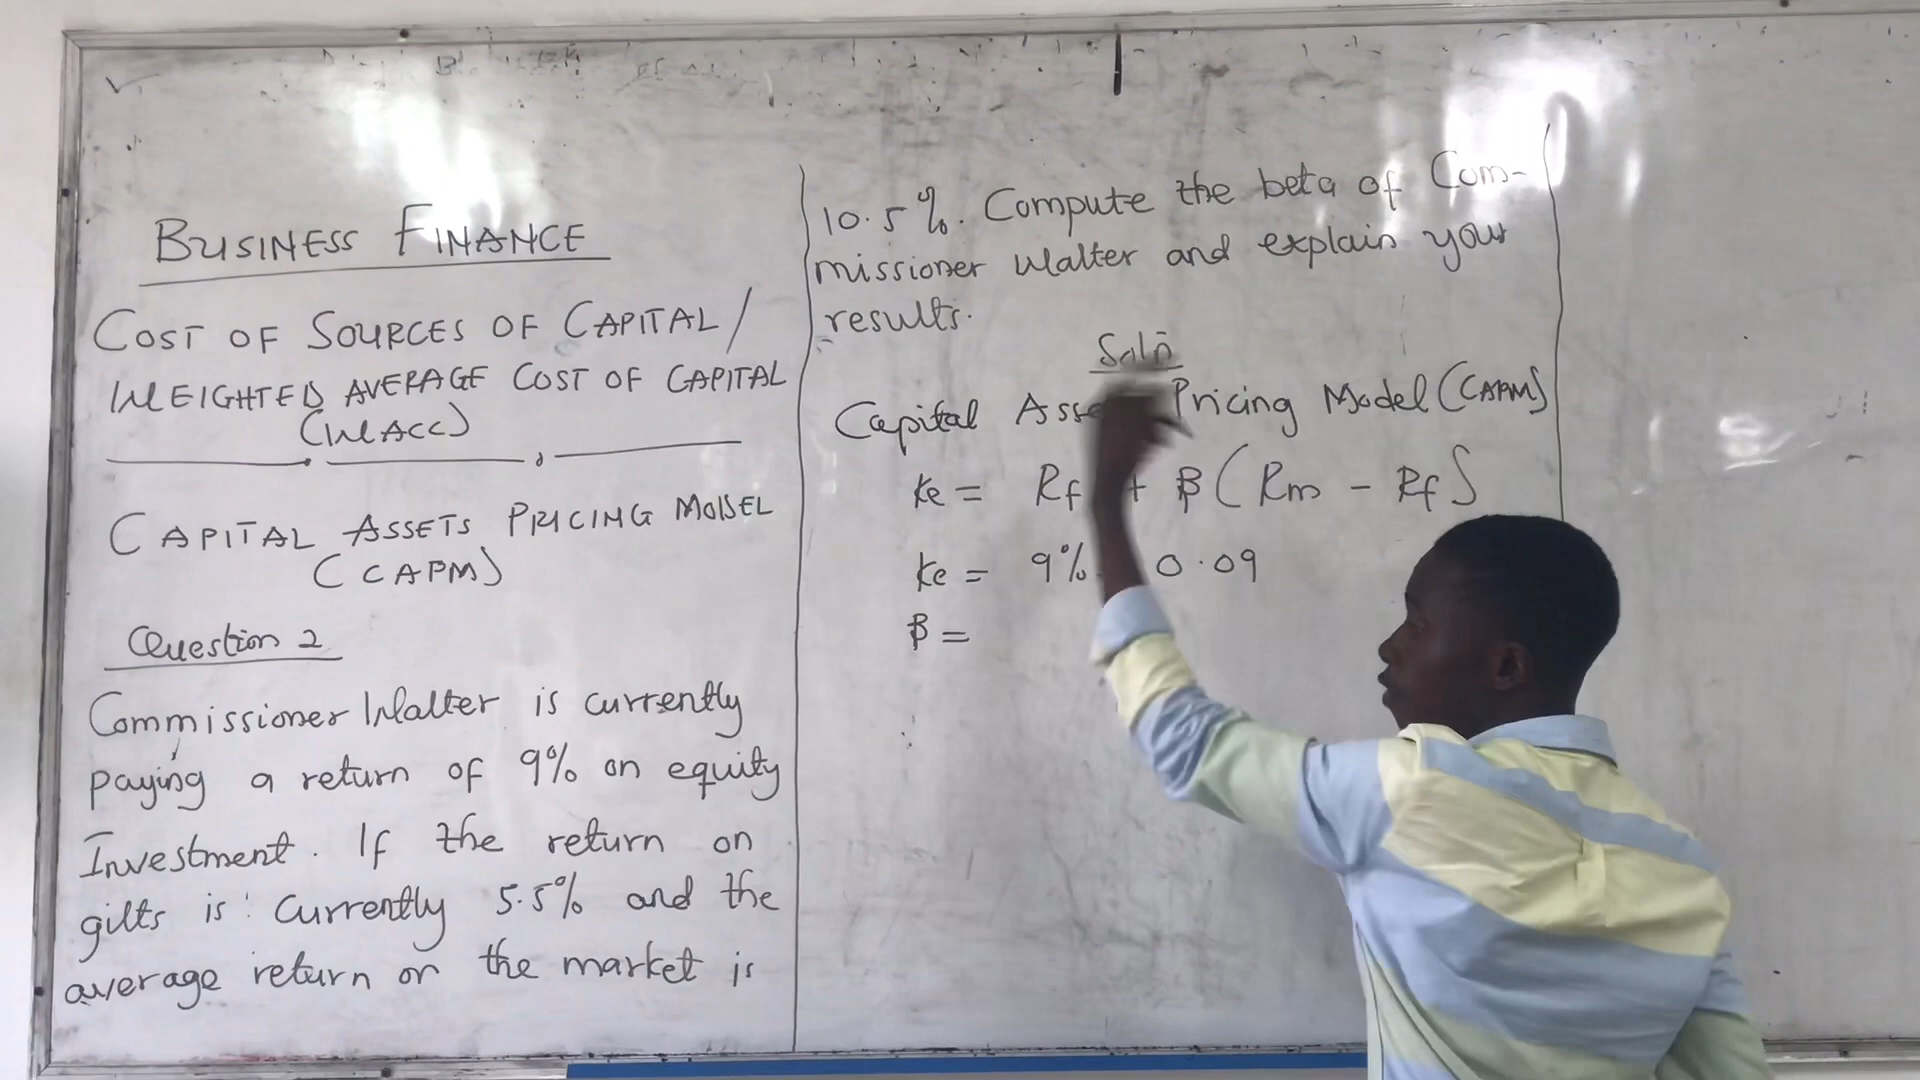 BUSINESS FINANCE
COST OF SOURCES OF CAPITAL/
WEIGHTED AVERAGE COST OF CAPITAL
(WACC)
CAPITAL ASSETS PRICING MODEL
(CAPM)
Question 2
Commissioner Walter is currently
paying a return of 9% on equity
Investment. If the return on
gilts is currently 5.5% and the
average return on the market is
10.5%. Compute the beta of Com-
missioner Walter and explain your
results.
Soln
Capital Pricing Model (CAPM)
Ke = Rf + β (Rm - Rf)
Ke = 9% 0.09
β =